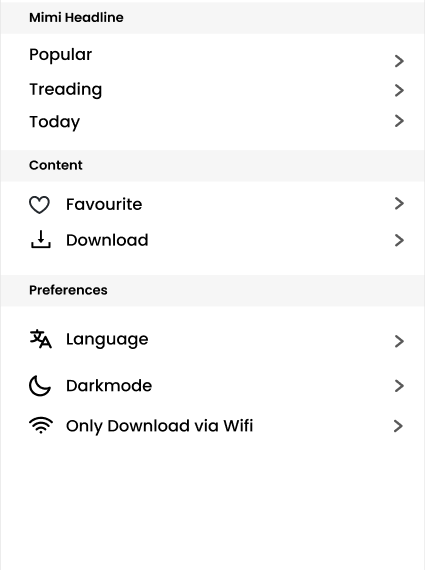 Mimi Headline
Popular
Treading
Today
Content
Favourite
Download
Preferences
Language
Darkmode
Only Download via Wifi